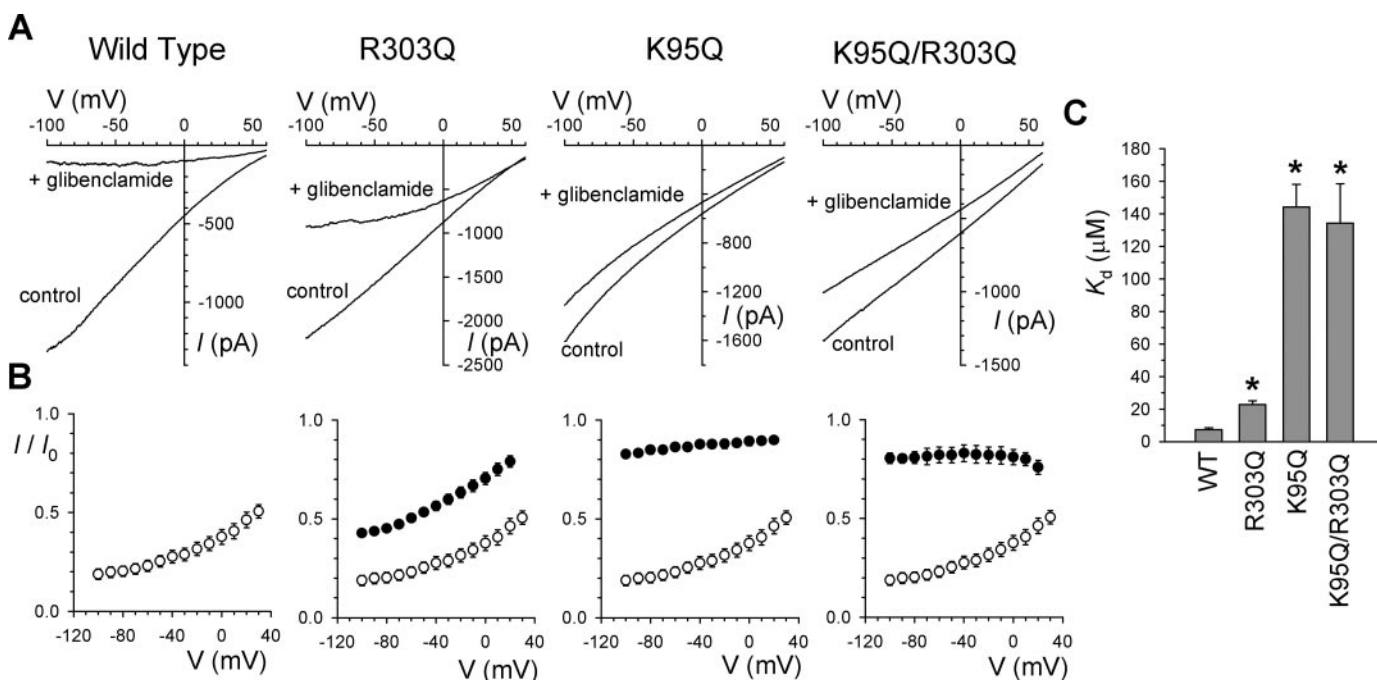 A
Wild Type
R303Q
K95Q
K95Q/R303Q
V (mV)
V (mV)
V (mV)
V (mV)
-100 -50 0 50
-100 -50 0 50
-100 -50 0 50
-100 -50 0 50
+ glibenclamide
+ glibenclamide
+ glibenclamide
+ glibenclamide
control
control
control
control
-500
-1000
I (pA)
-1000
-1500
-2000
I (pA)
-2500
-800
-1200
I (pA)
-1600
-1000
I (pA)
-1500
B
I / I0
1.0
0.5
0.0
-120 -80 -40 0 40
V (mV)
1.0
0.5
0.0
-120 -80 -40 0 40
V (mV)
1.0
0.5
0.0
-120 -80 -40 0 40
V (mV)
1.0
0.5
0.0
-120 -80 -40 0 40
V (mV)
C
Kd (μM)
180
160
140
120
100
80
60
40
20
0
* * *
WT
R303Q
K95Q
K95Q/R303Q